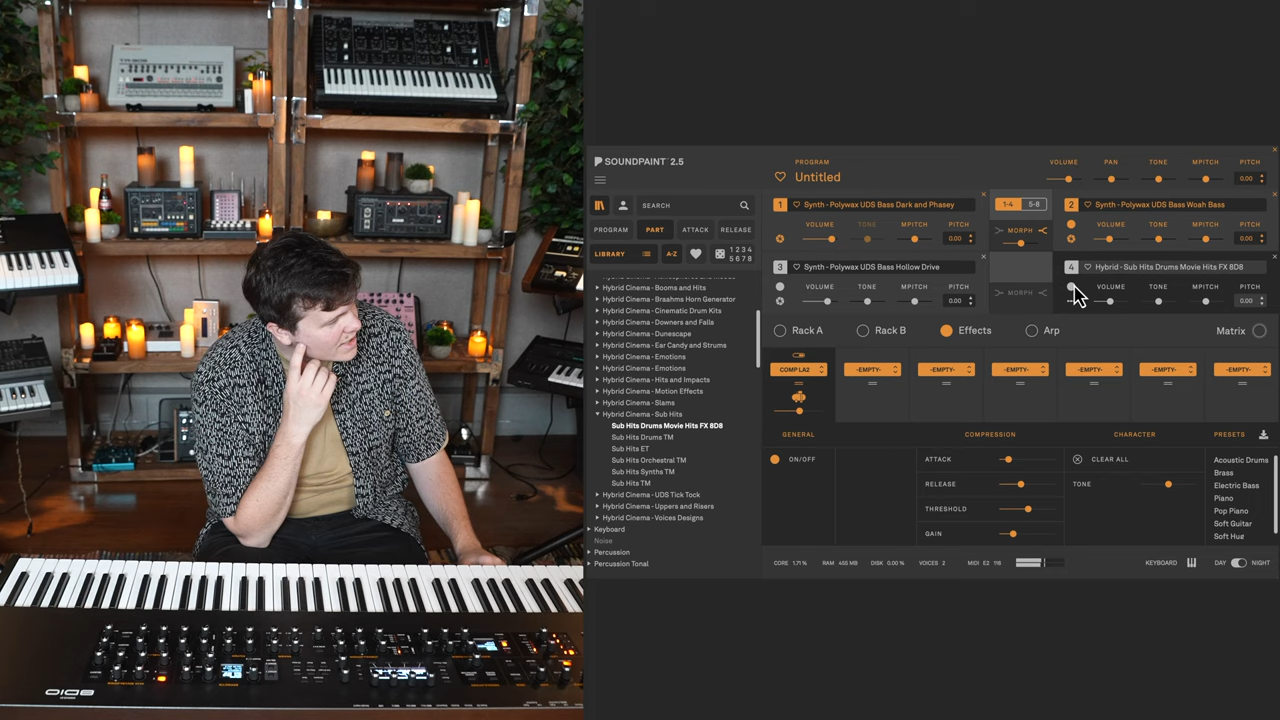 TR-909
8DIO
SOUNDPAINT 2.5
PROGRAM
Untitled
VOLUME PAN TONE MPITCH PITCH
0.00
SEARCH
PROGRAM PART ATTACK RELEASE
LIBRARY A-Z 1 2 3 4
5 6 7 8
Hybrid Cinema - Booms and Hits
Hybrid Cinema - Braahms Horn Generator
Hybrid Cinema - Cinematic Drum Kits
Hybrid Cinema - Downers and Falls
Hybrid Cinema - Dunescape
Hybrid Cinema - Ear Candy and Strums
Hybrid Cinema - Emotions
Hybrid Cinema - Emotions
Hybrid Cinema - Hits and Impacts
Hybrid Cinema - Motion Effects
Hybrid Cinema - Slams
Hybrid Cinema - Sub Hits
Sub Hits Drums Movie Hits FX 8D8
Sub Hits Drums TM
Sub Hits ET
Sub Hits Orchestral TM
Sub Hits Synths TM
Sub Hits TM
Hybrid Cinema - UDS Tick Tock
Hybrid Cinema - Uppers and Risers
Hybrid Cinema - Voices Designs
Keyboard
Noise
Percussion
Percussion Tonal
1 Synth - Polywax UDS Bass Dark and Phasey
VOLUME TONE MPITCH PITCH
0.00
1-4 5-8
MORPH
2 Synth - Polywax UDS Bass Woah Bass
VOLUME TONE MPITCH PITCH
0.00
3 Synth - Polywax UDS Bass Hollow Drive
VOLUME TONE MPITCH PITCH
0.00
MORPH
4 Hybrid - Sub Hits Drums Movie Hits FX 8D8
VOLUME TONE MPITCH PITCH
0.00
Rack A Rack B Effects Arp Matrix
COMP LA2 -EMPTY- -EMPTY- -EMPTY- -EMPTY- -EMPTY- -EMPTY-
GENERAL COMPRESSION CHARACTER PRESETS
ON/OFF
ATTACK
RELEASE
THRESHOLD
GAIN
CLEAR ALL
TONE
Acoustic Drums
Brass
Electric Bass
Piano
Pop Piano
Soft Guitar
Soft Hug
CORE 1.71 % RAM 455 MB DISK 0.00 % VOICES 2 MIDI E2 116 KEYBOARD DAY NIGHT